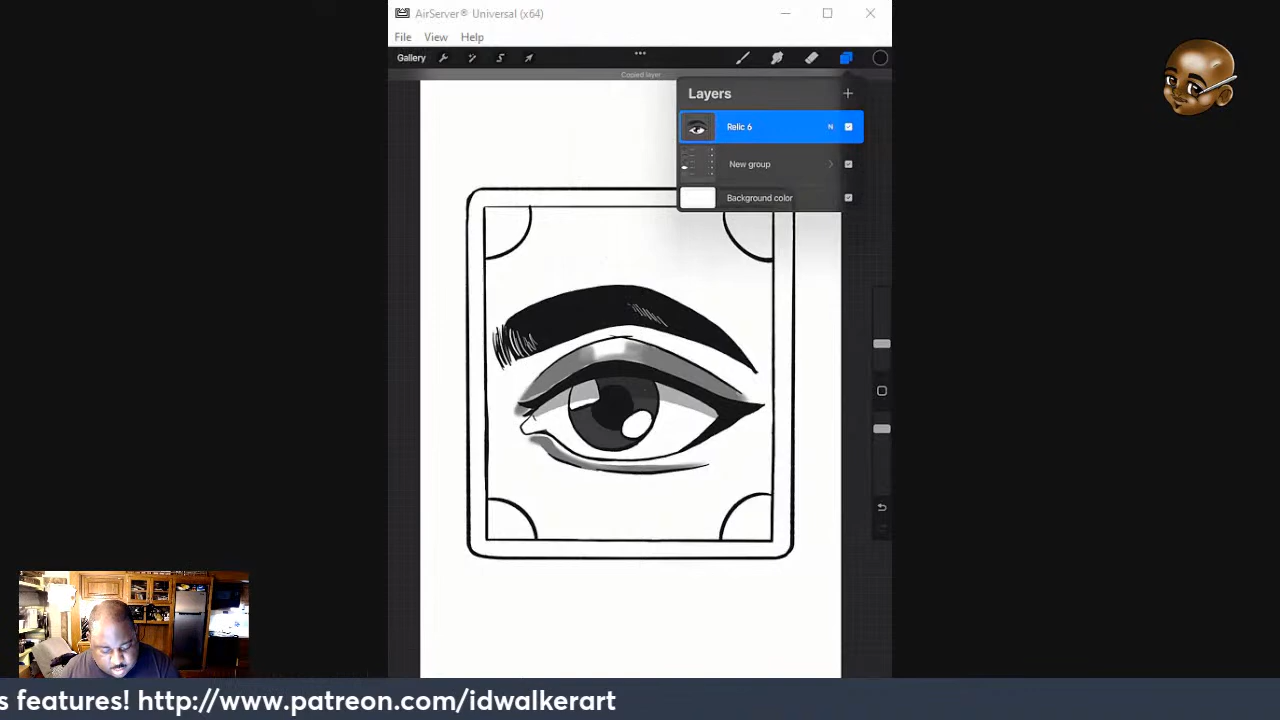 AirServer® Universal (x64)
File View Help
Gallery
Copied layer
Layers
Relic 6 N
New group
Background color
s features! http://www.patreon.com/idwalkerart